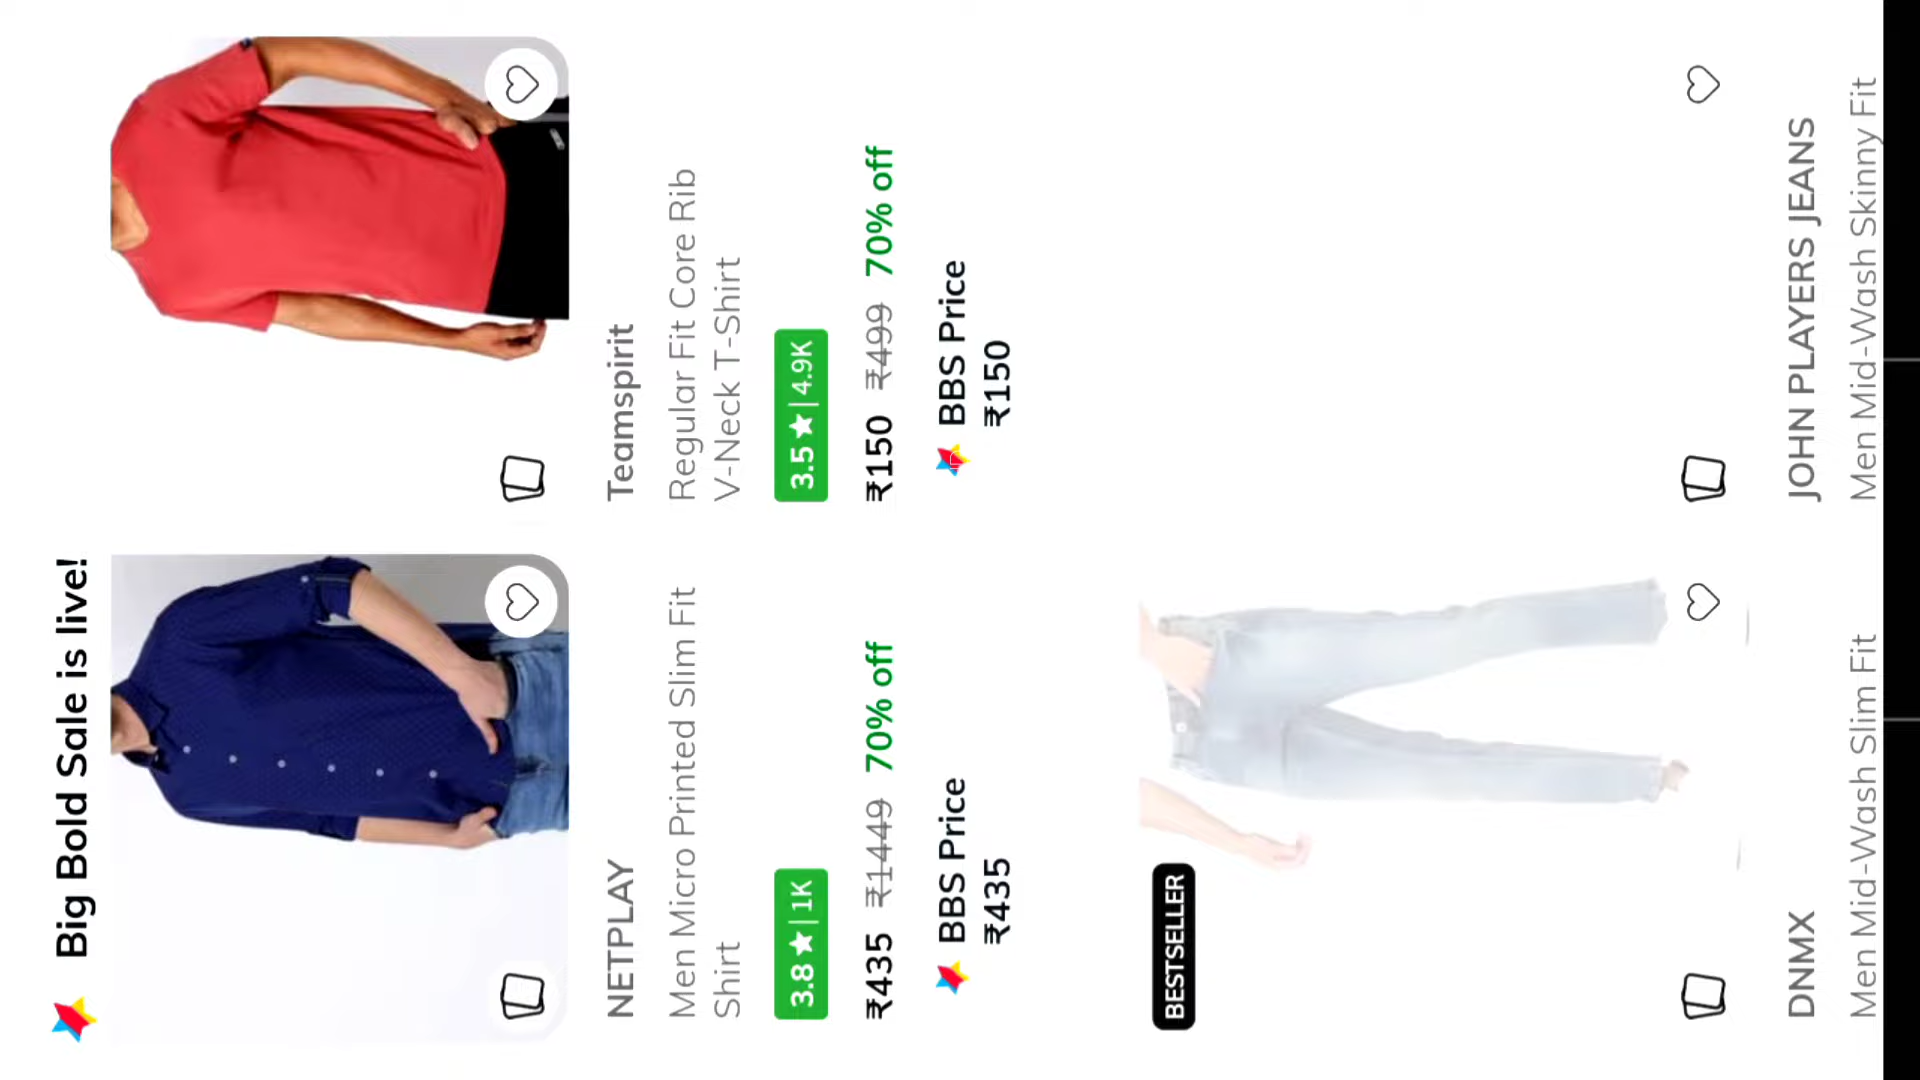 Big Bold Sale is live!
NETPLAY
Men Micro Printed Slim Fit
Shirt
3.8 ★ | 1K
₹435 ₹1449 70% off
BBS Price
₹435
Teamspirit
Regular Fit Core Rib
V-Neck T-Shirt
3.5 ★ | 4.9K
₹150 ₹499 70% off
BBS Price
₹150
BESTSELLER
DNMX
Men Mid-Wash Slim Fit
JOHN PLAYERS JEANS
Men Mid-Wash Skinny Fit